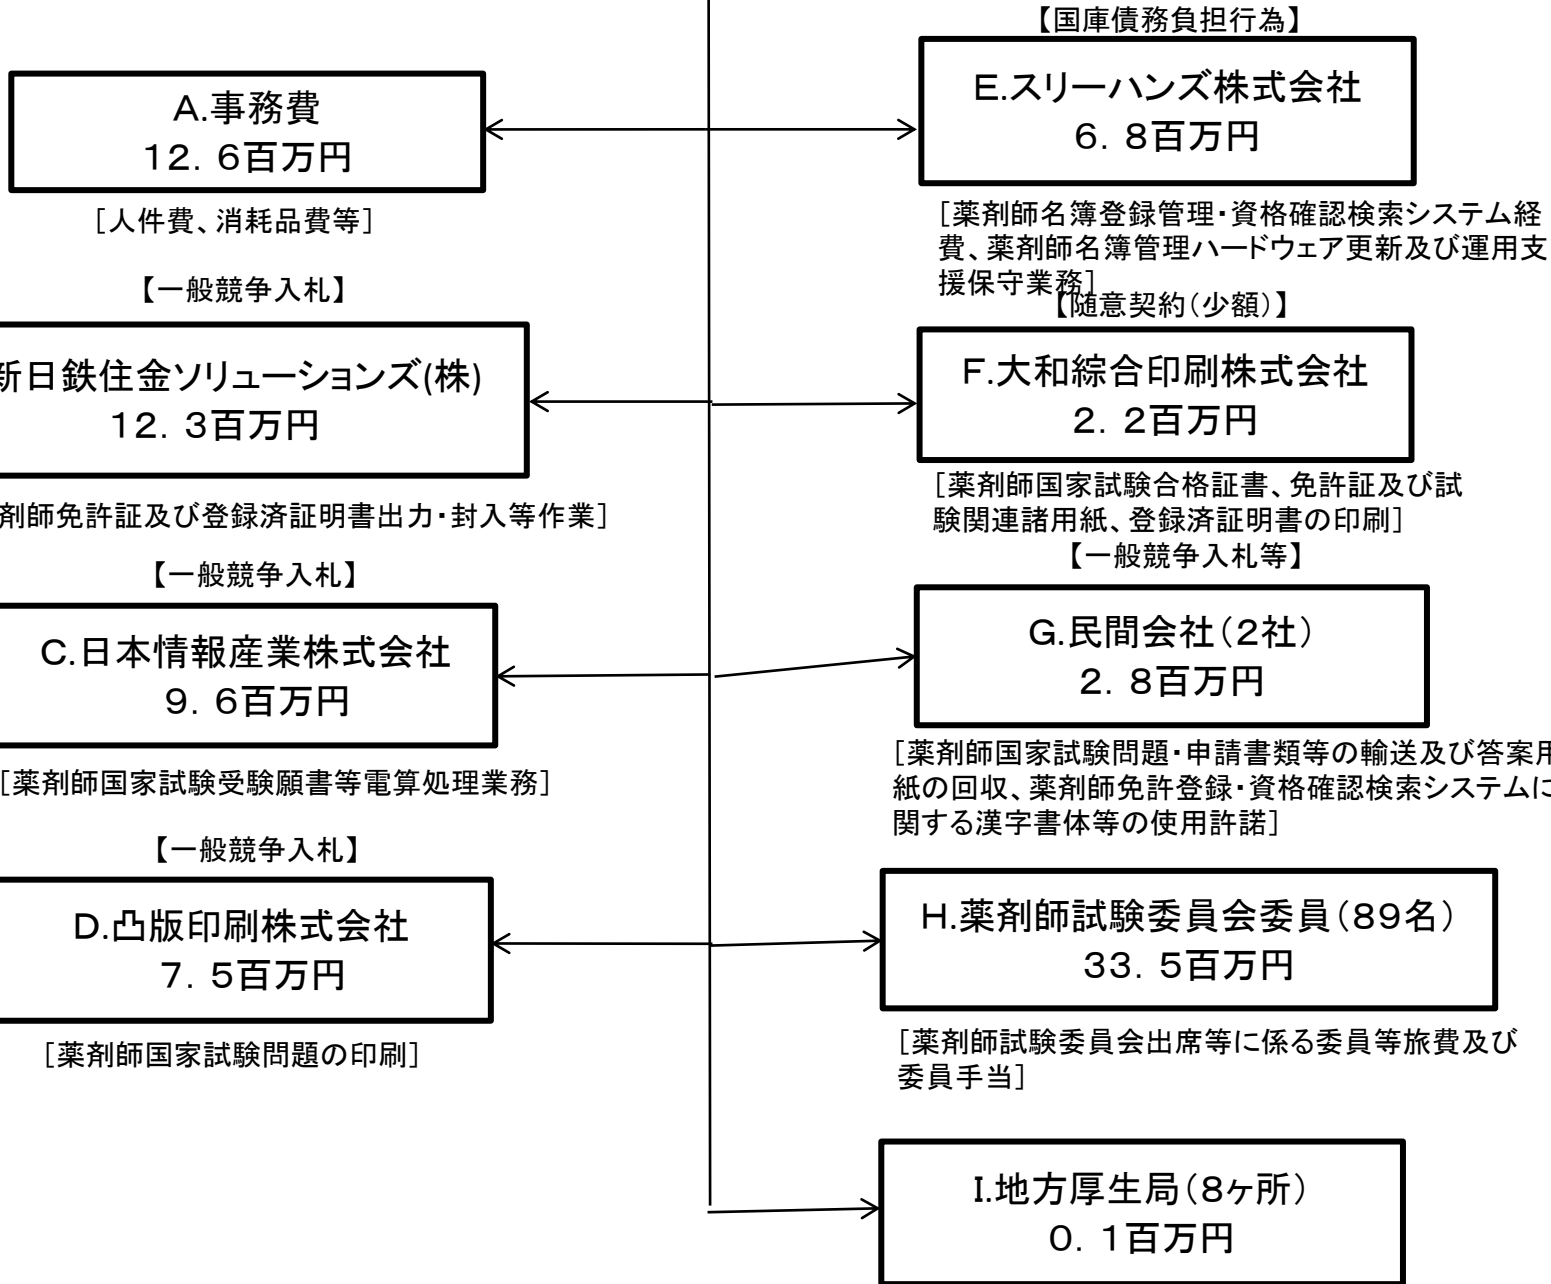 A.事務費
12．6百万円
［人件費、消耗品費等］
【一般競争入札】
新日鉄住金ソリューションズ(株)
12．3百万円
剤師免許証及び登録済証明書出力・封入等作業］
【一般競争入札】
C.日本情報産業株式会社
9．6百万円
［薬剤師国家試験受験願書等電算処理業務］
【一般競争入札】
D.凸版印刷株式会社
7．5百万円
［薬剤師国家試験問題の印刷］
【国庫債務負担行為】
E.スリーハンズ株式会社
6．8百万円
［薬剤師名簿登録管理・資格確認検索システム経
費、薬剤師名簿管理ハードウェア更新及び運用支
援保守業務］
【随意契約（少額）】
F.大和綜合印刷株式会社
2．2百万円
［薬剤師国家試験合格証書、免許証及び試
験関連諸用紙、登録済証明書の印刷］
【一般競争入札等】
G.民間会社（2社）
2．8百万円
［薬剤師国家試験問題・申請書類等の輸送及び答案用
紙の回収、薬剤師免許登録・資格確認検索システムに
関する漢字書体等の使用許諾］
H.薬剤師試験委員会委員（89名）
33．5百万円
［薬剤師試験委員会出席等に係る委員等旅費及び
委員手当］
I.地方厚生局（8ヶ所）
0．1百万円